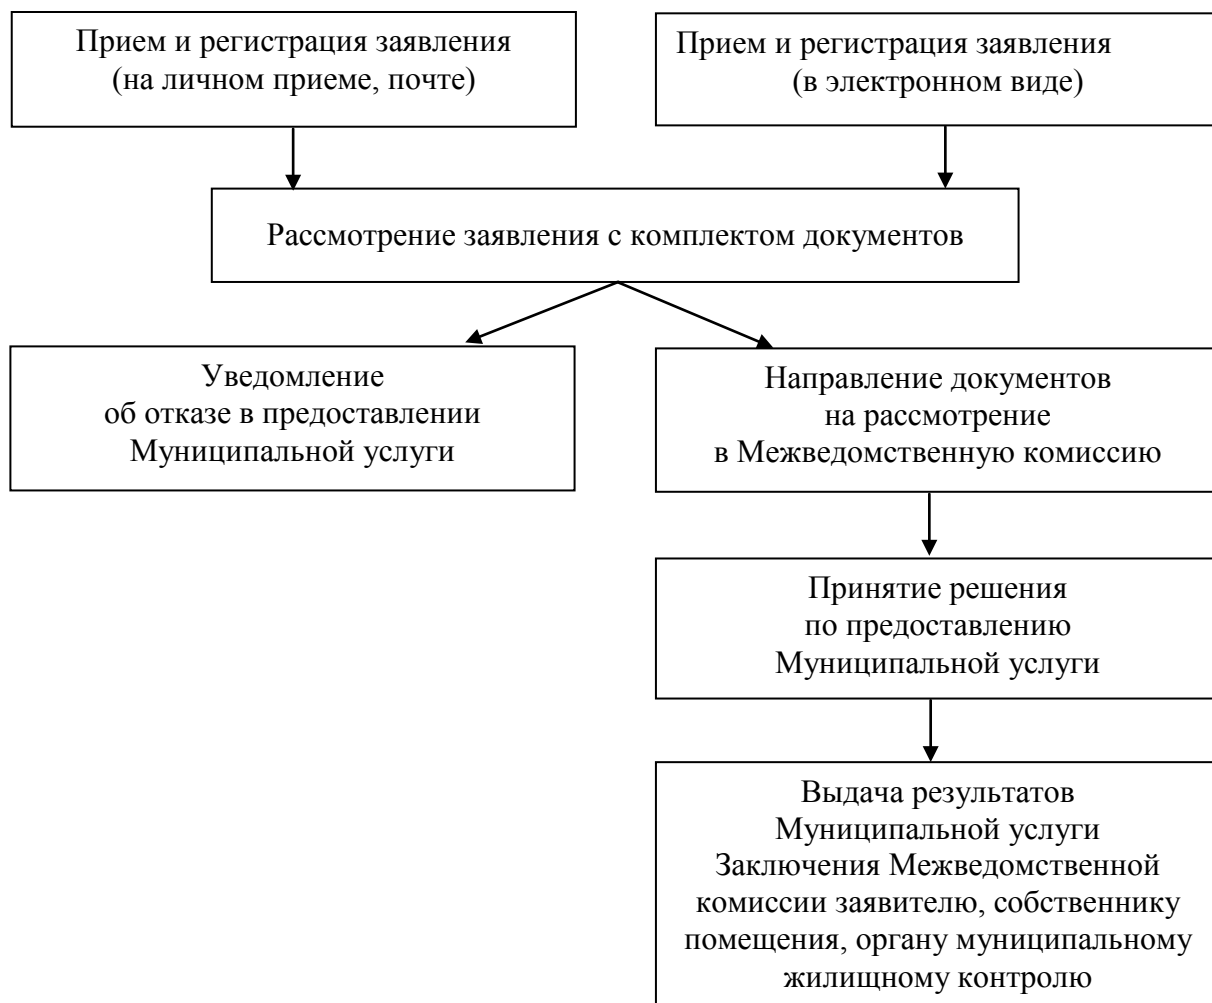 Прием и регистрация заявления
(на личном приеме, почте)
Прием и регистрация заявления
(в электронном виде)
Рассмотрение заявления с комплектом документов
Уведомление
об отказе в предоставлении
Муниципальной услуги
Направление документов
на рассмотрение
в Межведомственную комиссию
Принятие решения
по предоставлению
Муниципальной услуги
Выдача результатов
Муниципальной услуги
Заключения Межведомственной
комиссии заявителю, собственнику
помещения, органу муниципальному
жилищному контролю